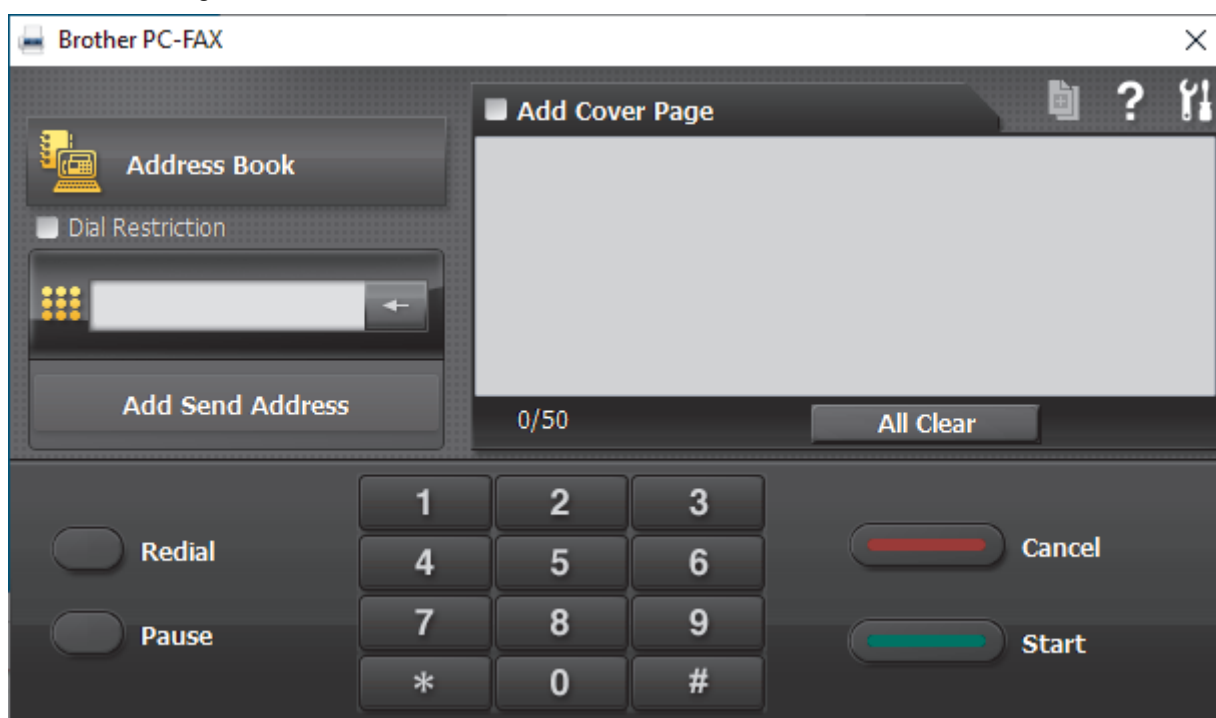 Brother PC-FAX
Add Cover Page
?
Address Book
Dial Restriction
Add Send Address
0/50
All Clear
1 2 3
Redial
4 5 6
Cancel
Pause
7 8 9
Start
* 0 #